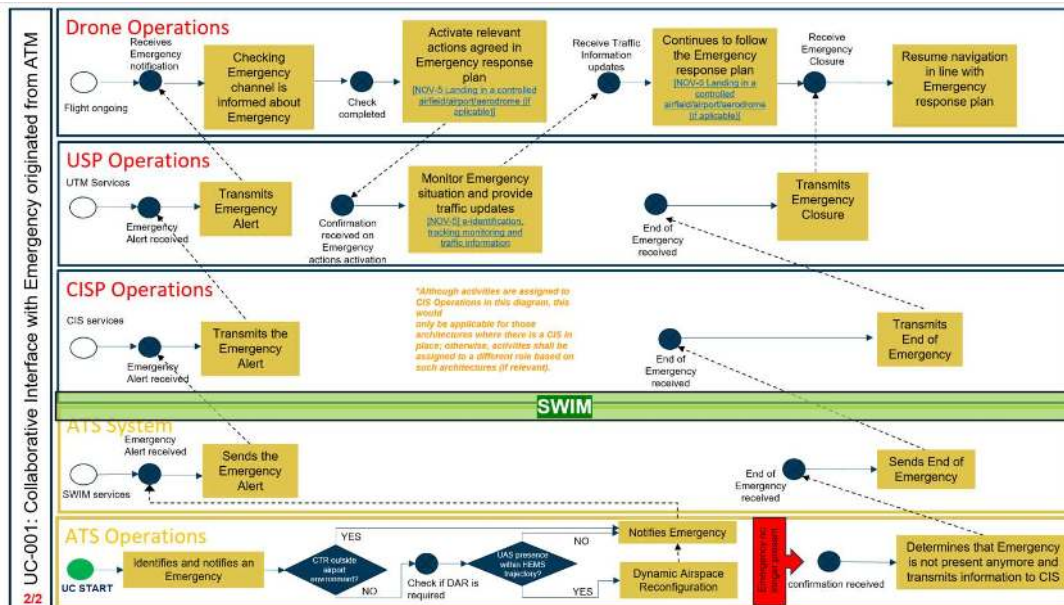 UC-001: Collaborative Interface with Emergency originated from ATM
2/2
Drone Operations
Flight ongoing
Receives
Emergency
notification
Checking
Emergency
channel is
informed about
Emergency
Check
completed
Activate relevant
actions agreed in
Emergency response
plan
[NOV-5 Landing in a controlled
airfield/airport/aerodrome (if
aplicable)]
Receive Traffic
Information
updates
Continues to follow
the Emergency
response plan
[NOV-5 Landing in a
controlled
airfield/airport/aerodrome
(if aplicable)]
Receive
Emergency
Closure
Resume navigation
in line with
Emergency
response plan
USP Operations
UTM Services
Emergency
Alert received
Transmits
Emergency
Alert
Confirmation
received on
Emergency
actions activation
Monitor Emergency
situation and provide
traffic updates
[NOV-5] e-identification,
tracking monitoring and
traffic information
End of
Emergency
received
Transmits
Emergency
Closure
CISP Operations
CIS services
Emergency
Alert received
Transmits the
Emergency
Alert
*Although activities are assigned to
CIS Operations in this diagram, this
would
only be applicable for those
architectures where there is a CIS in
place; otherwise, activities shall be
assigned to a different role based on
such architectures (if relevant).
End of
Emergency
received
Transmits
End of
Emergency
SWIM
ATS System
SWIM services
Emergency
Alert received
Sends the
Emergency
Alert
End of
Emergency
received
Sends End of
Emergency
ATS Operations
UC START
Identifies and notifies an
Emergency
CTR outside
airport
environment?
YES
NO
Check if DAR is
required
UAS presence
within HEMS
trajectory?
NO
YES
Notifies Emergency
Dynamic Airspace
Reconfiguration
Emergency no
longer present
confirmation received
Determines that Emergency
is not present anymore and
transmits information to CIS